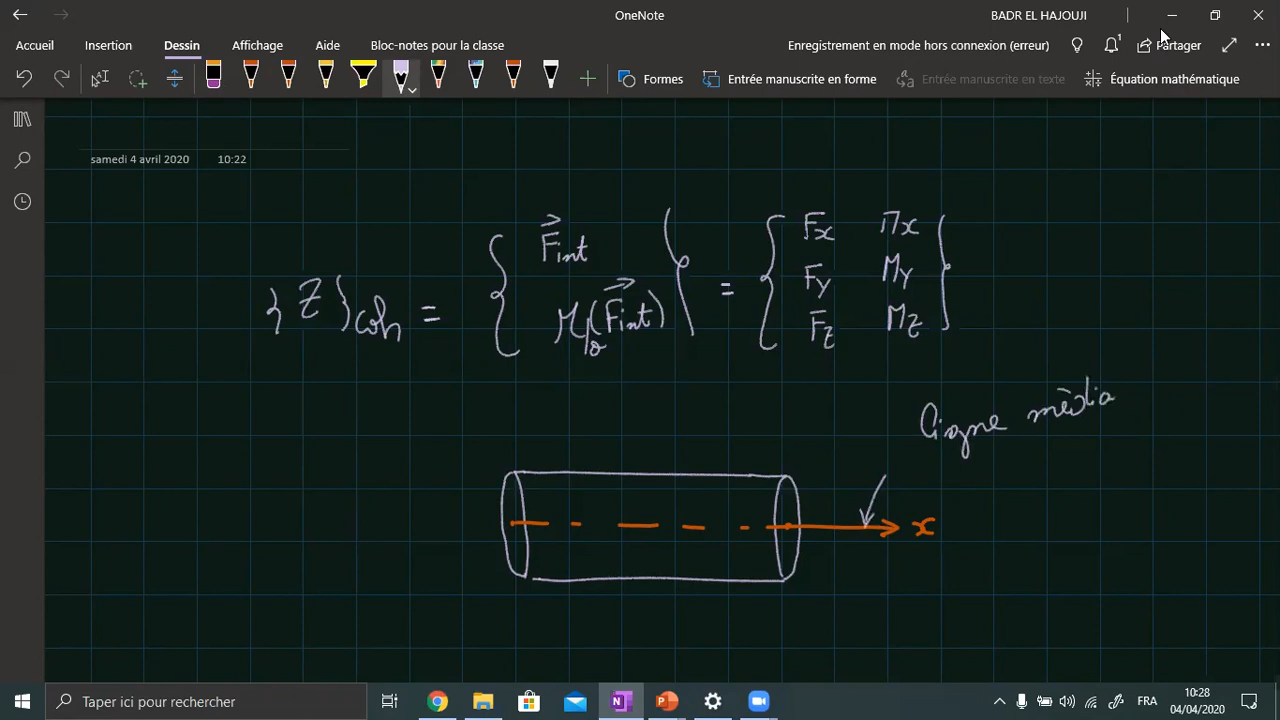 OneNote
BADR EL HAJOUJI
Accueil Insertion Dessin Affichage Aide Bloc-notes pour la classe Enregistrement en mode hors connexion (erreur) 1 Partager
Formes Entrée manuscrite en forme Entrée manuscrite en texte Équation mathématique
samedi 4 avril 2020 10:22
Fx Mx
F⃗int
{Z}Coh = { } = { Fy My }
M/o(F⃗int)
Fz Mz
Ligne média
x
Taper ici pour rechercher
FRA 10:28
04/04/2020